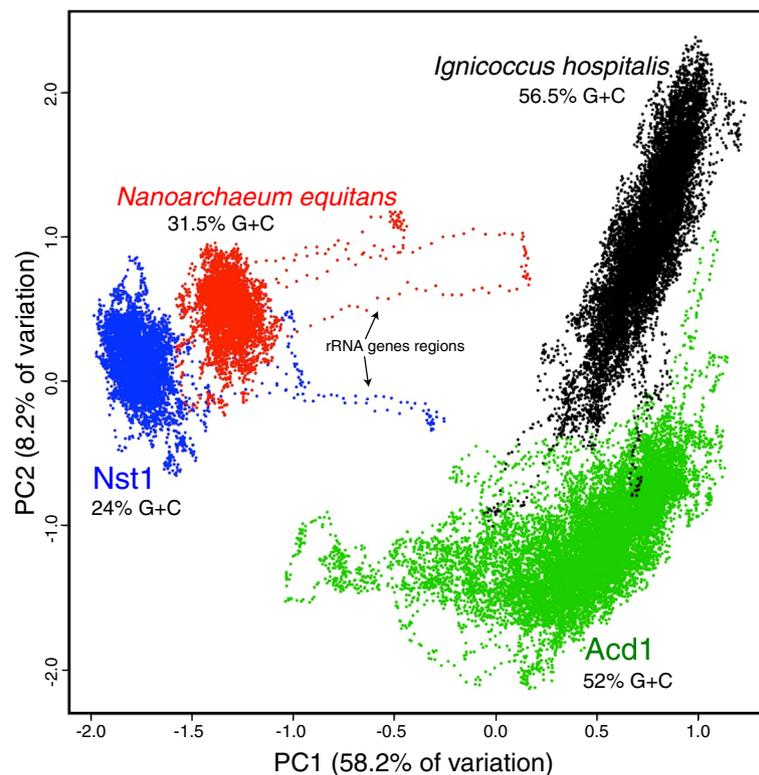 Ignicoccus hospitalis
56.5% G+C
Nanoarchaeum equitans
31.5% G+C
rRNA genes regions
Nst1
24% G+C
Acd1
52% G+C
PC2 (8.2% of variation)
2.0
1.0
0.0
-1.0
-2.0
-2.0 -1.5 -1.0 -0.5 0.0 0.5 1.0
PC1 (58.2% of variation)